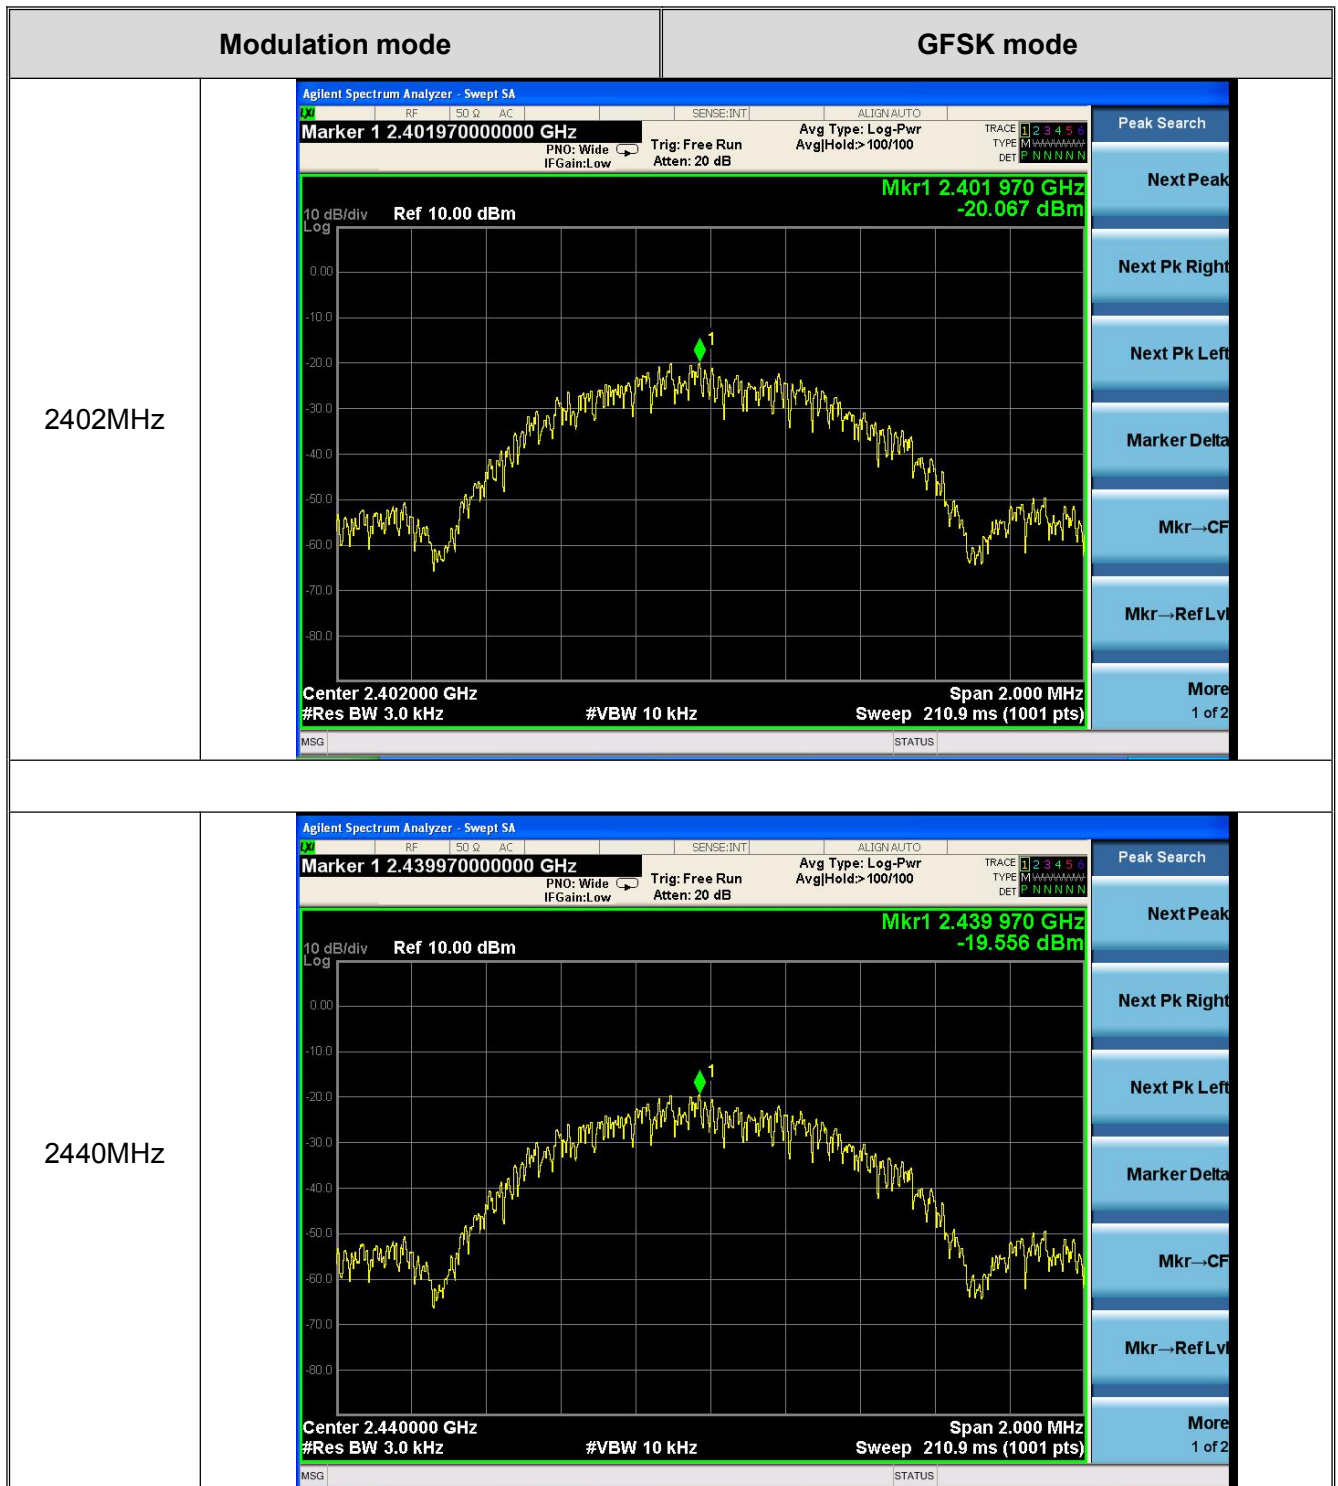 Modulation mode GFSK mode
2402MHz
Agilent Spectrum Analyzer - Swept SA
LXI RF 50 Ω AC SENSE:INT ALIGN AUTO
Marker 1 2.401970000000 GHz
PNO: Wide
IFGain:Low
Trig: Free Run
Atten: 20 dB
Avg Type: Log-Pwr
Avg|Hold:>100/100
TRACE 1 2 3 4 5 6
TYPE M
DET P N N N N N
Mkr1 2.401 970 GHz
-20.067 dBm
10 dB/div Ref 10.00 dBm
Log
0.00
-10.0
-20.0
-30.0
-40.0
-50.0
-60.0
-70.0
-80.0
1
Center 2.402000 GHz Span 2.000 MHz
#Res BW 3.0 kHz #VBW 10 kHz Sweep 210.9 ms (1001 pts)
MSG STATUS
Peak Search
Next Peak
Next Pk Right
Next Pk Left
Marker Delta
Mkr→CF
Mkr→Ref Lvl
More
1 of 2
2440MHz
Agilent Spectrum Analyzer - Swept SA
LXI RF 50 Ω AC SENSE:INT ALIGN AUTO
Marker 1 2.439970000000 GHz
PNO: Wide
IFGain:Low
Trig: Free Run
Atten: 20 dB
Avg Type: Log-Pwr
Avg|Hold:>100/100
TRACE 1 2 3 4 5 6
TYPE M
DET P N N N N N
Mkr1 2.439 970 GHz
-19.556 dBm
10 dB/div Ref 10.00 dBm
Log
0.00
-10.0
-20.0
-30.0
-40.0
-50.0
-60.0
-70.0
-80.0
1
Center 2.440000 GHz Span 2.000 MHz
#Res BW 3.0 kHz #VBW 10 kHz Sweep 210.9 ms (1001 pts)
MSG STATUS
Peak Search
Next Peak
Next Pk Right
Next Pk Left
Marker Delta
Mkr→CF
Mkr→Ref Lvl
More
1 of 2